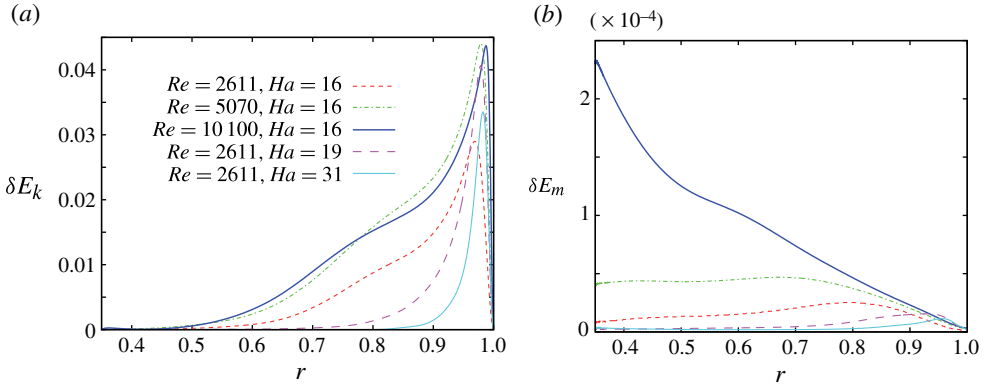 (a)
0.04
0.03
0.02
0.01
0
δE_k
Re = 2611, Ha = 16
Re = 5070, Ha = 16
Re = 10 100, Ha = 16
Re = 2611, Ha = 19
Re = 2611, Ha = 31
0.4 0.5 0.6 0.7 0.8 0.9 1.0
r
(b)
(× 10⁻⁴)
2
1
0
δE_m
0.4 0.5 0.6 0.7 0.8 0.9 1.0
r